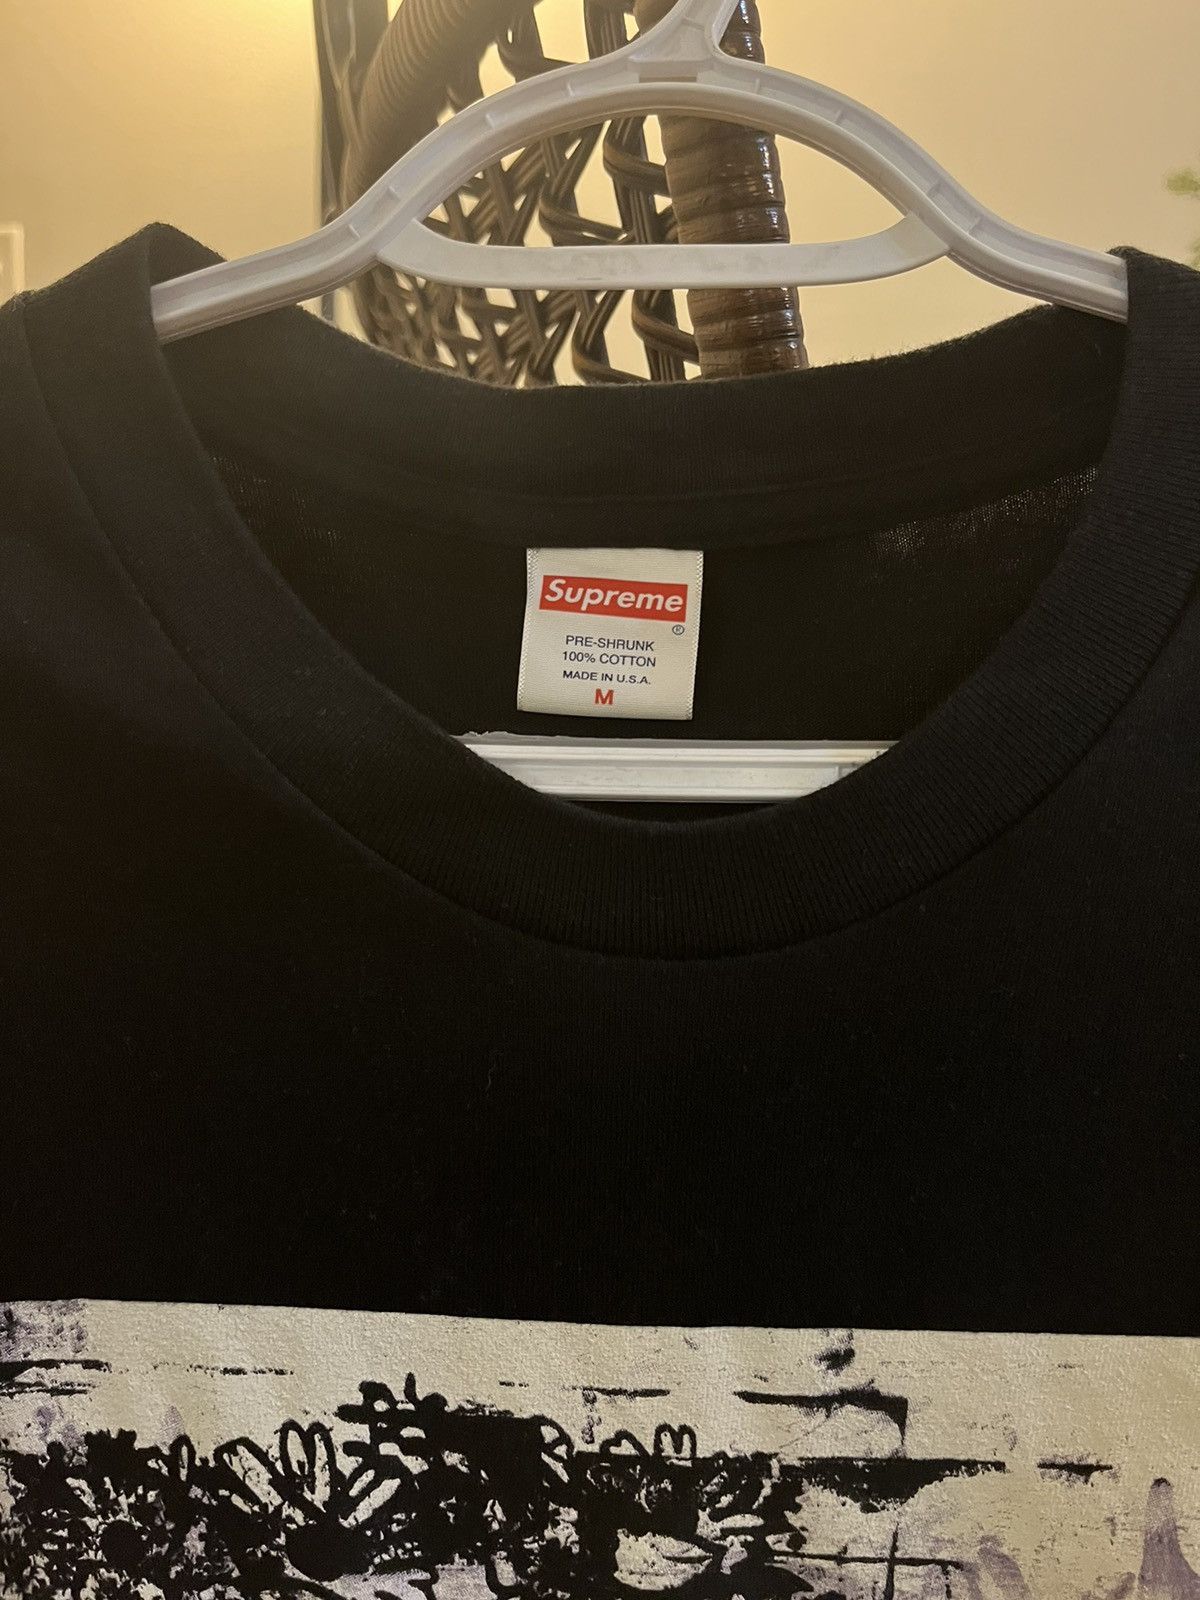 Supreme
®
PRE-SHRUNK
100% COTTON
MADE IN U.S.A.
M